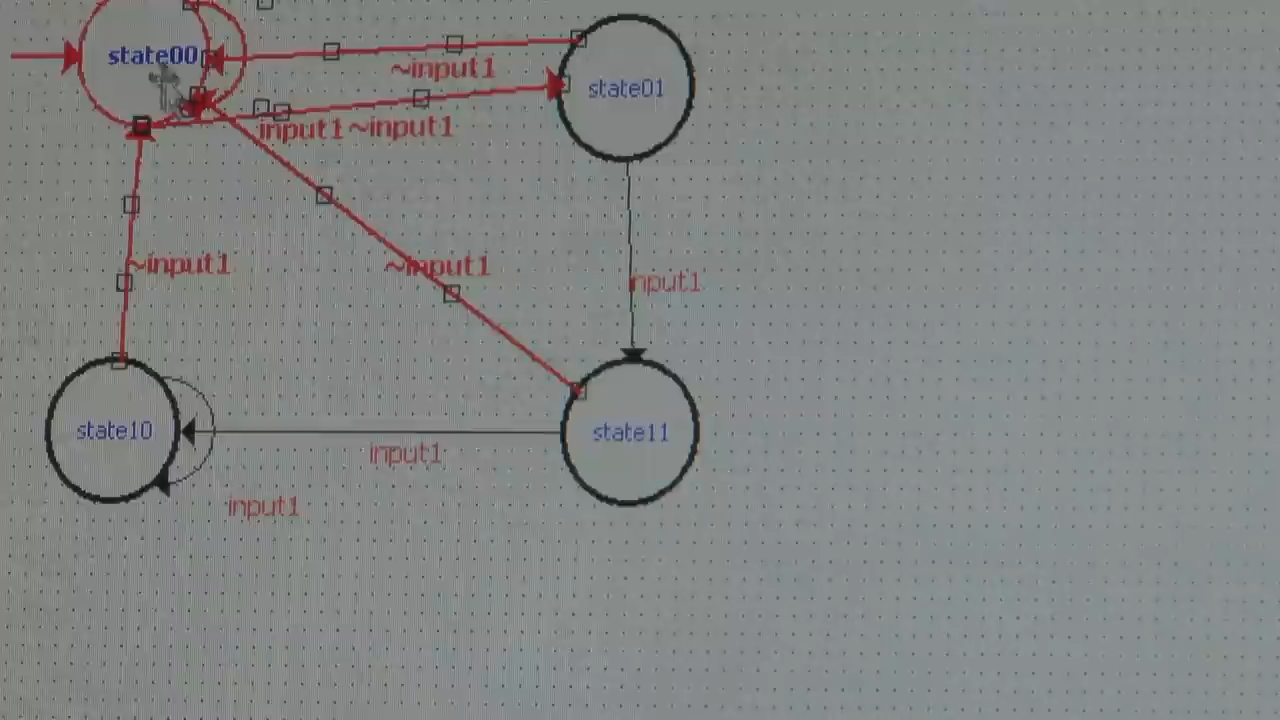 state00
~input1
state01
input1 ~input1
~input1
~input1
input1
state10
state11
input1
input1